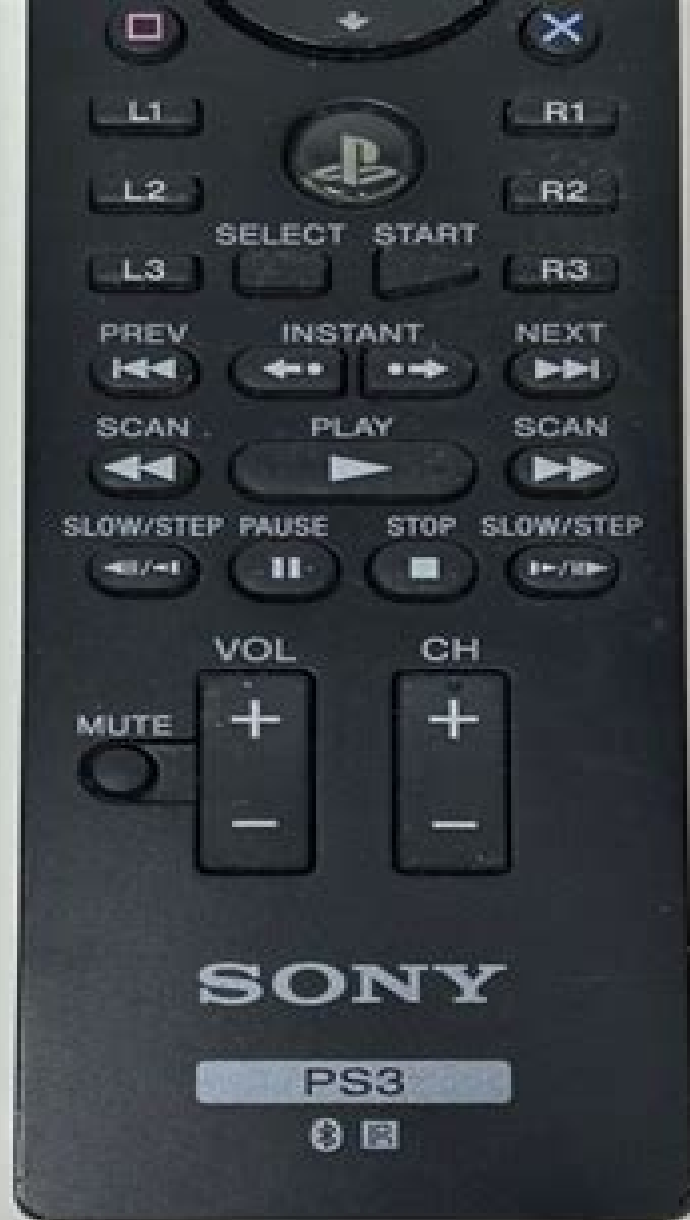 L1 R1
L2 R2
SELECT START
L3 R3
PREV INSTANT NEXT
SCAN PLAY SCAN
SLOW/STEP PAUSE STOP SLOW/STEP
VOL CH
MUTE + +
− −
SONY
PS3
IR